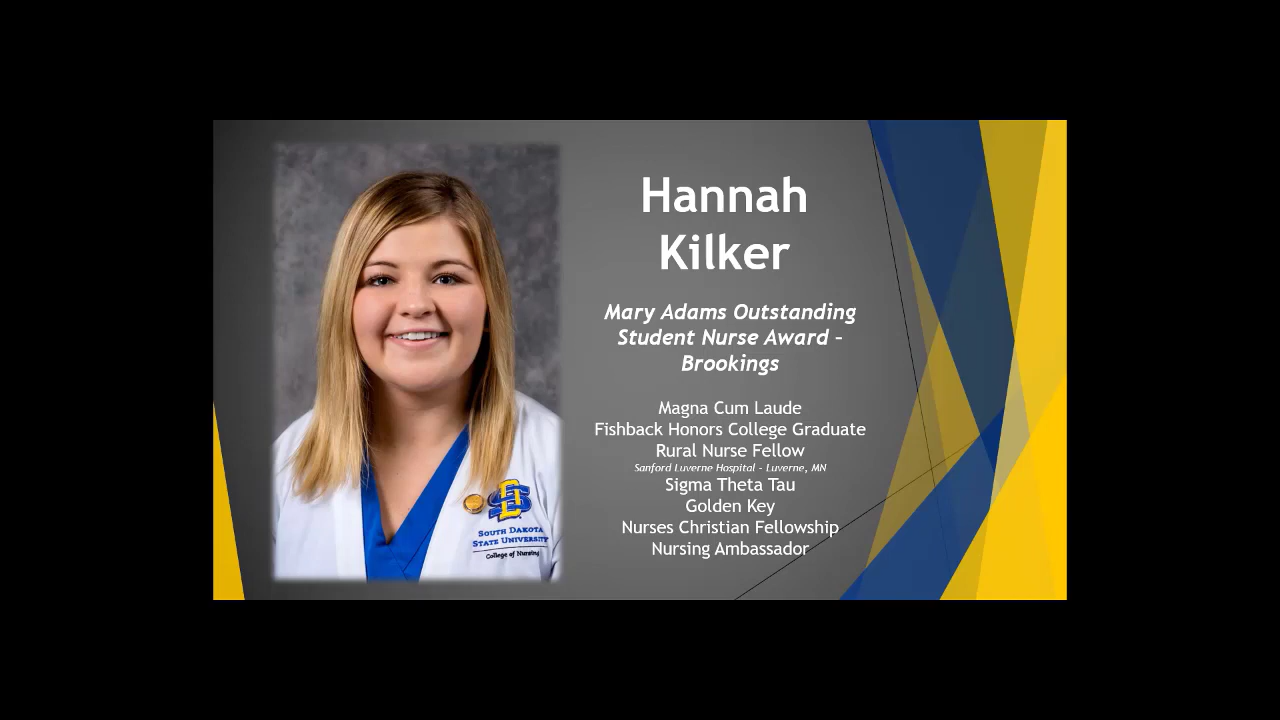 Hannah
Kilker
Mary Adams Outstanding
Student Nurse Award –
Brookings
Magna Cum Laude
Fishback Honors College Graduate
Rural Nurse Fellow
Sanford Luverne Hospital – Luverne, MN
Sigma Theta Tau
Golden Key
Nurses Christian Fellowship
Nursing Ambassador
SD
SOUTH DAKOTA
STATE UNIVERSITY
College of Nursing